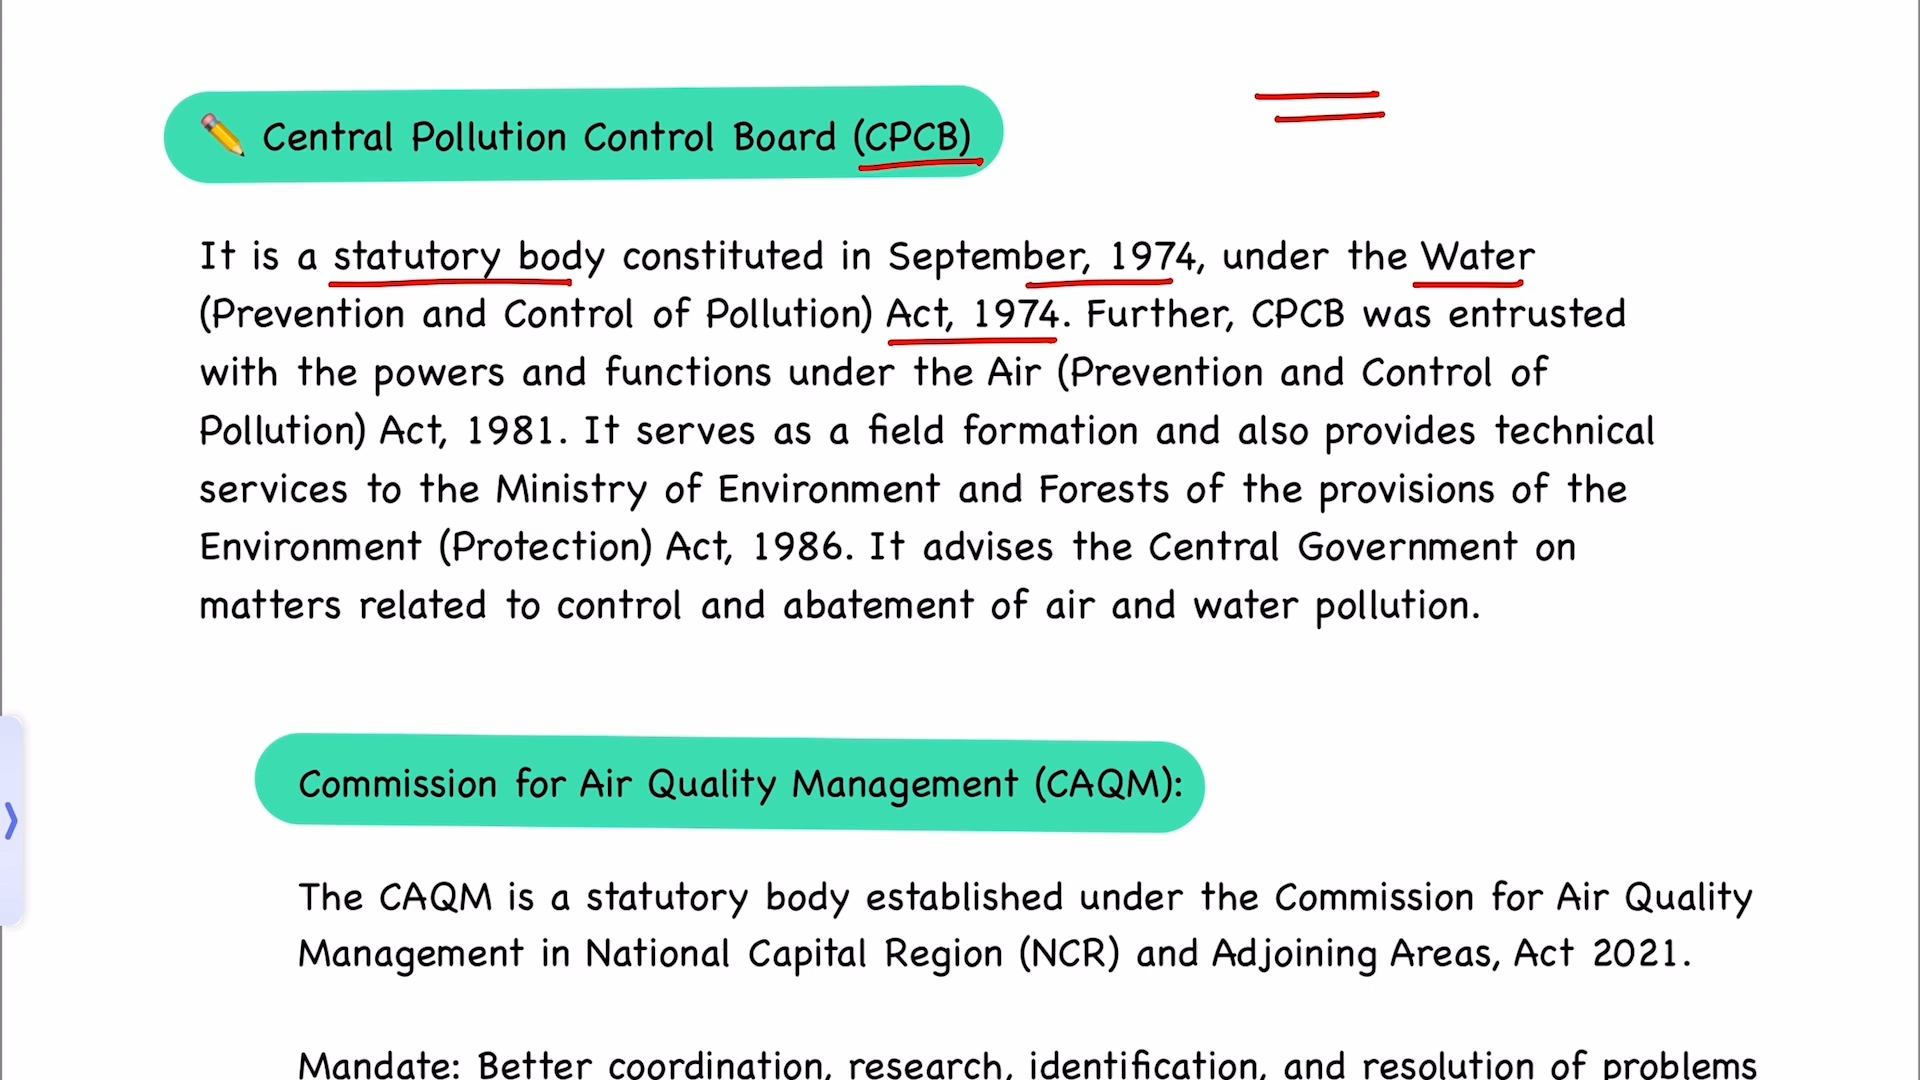 Central Pollution Control Board (CPCB)
It is a statutory body constituted in September, 1974, under the Water
(Prevention and Control of Pollution) Act, 1974. Further, CPCB was entrusted
with the powers and functions under the Air (Prevention and Control of
Pollution) Act, 1981. It serves as a field formation and also provides technical
services to the Ministry of Environment and Forests of the provisions of the
Environment (Protection) Act, 1986. It advises the Central Government on
matters related to control and abatement of air and water pollution.
Commission for Air Quality Management (CAQM):
The CAQM is a statutory body established under the Commission for Air Quality
Management in National Capital Region (NCR) and Adjoining Areas, Act 2021.
Mandate: Better coordination, research, identification, and resolution of problems